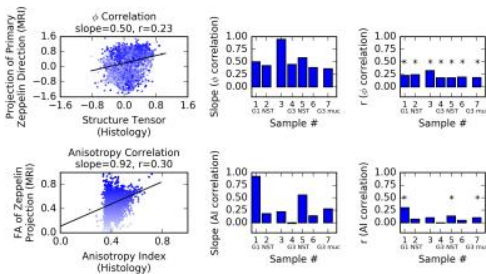 ϕ Correlation
slope=0.50, r=0.23
Projection of Primary
Zeppelin Direction (MRI)
1.6
0.8
0.0
−0.8
−1.6
−1.6 −0.8 0.0 0.8 1.6
Structure Tensor
(Histology)
Slope (ϕ correlation)
1.00
0.75
0.50
0.25
0.00
1 2 3 4 5 6 7
G1 NST G3 NST G3 muc
Sample #
r (ϕ correlation)
1.00
0.75
0.50
0.25
0.00
* * * * * * *
1 2 3 4 5 6 7
G1 NST G3 NST G3 muc
Sample #
Anisotropy Correlation
slope=0.92, r=0.30
FA of Zeppelin
Projection (MRI)
1.0
0.8
0.6
0.4
0.2
0.0
0.0 0.4 0.8
Anisotropy Index
(Histology)
Slope (AI correlation)
1.00
0.75
0.50
0.25
0.00
1 2 3 4 5 6 7
G1 NST G3 NST G3 muc
Sample #
r (AI correlation)
1.00
0.75
0.50
0.25
0.00
* * *
1 2 3 4 5 6 7
G1 NST G3 NST G3 muc
Sample #